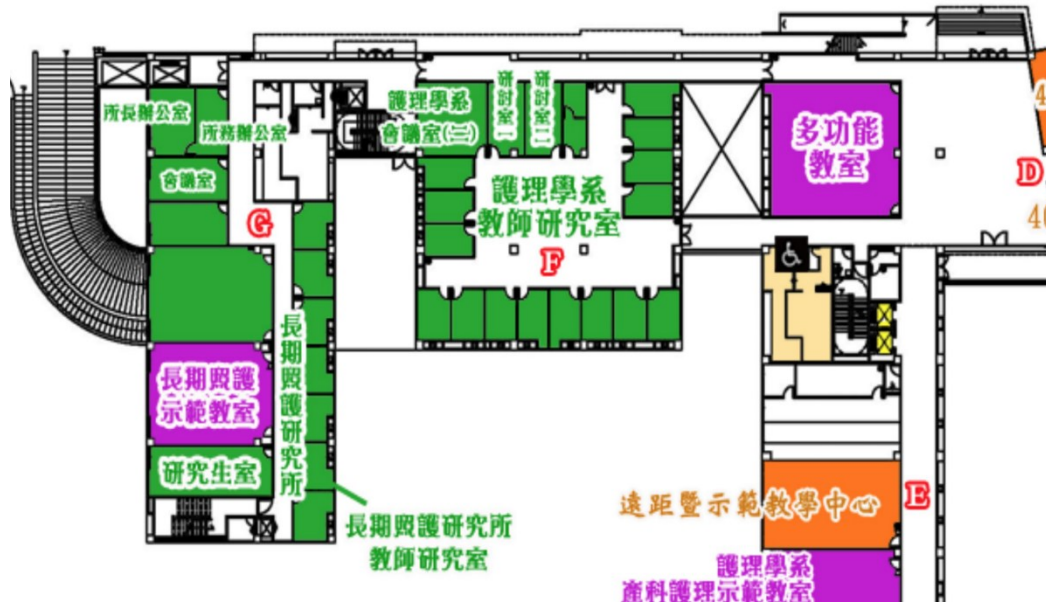 所長辦公室
所務辦公室
會議室
G
長期照護
示範教室
研究生室
長期照護研究所
長期照護研究所
教師研究室
護理學系
會議室(三)
研討室一
研討室二
護理學系
教師研究室
F
多功能
教室
D
4
40
E
遠距暨示範教學中心
護理學系
產科護理示範教室